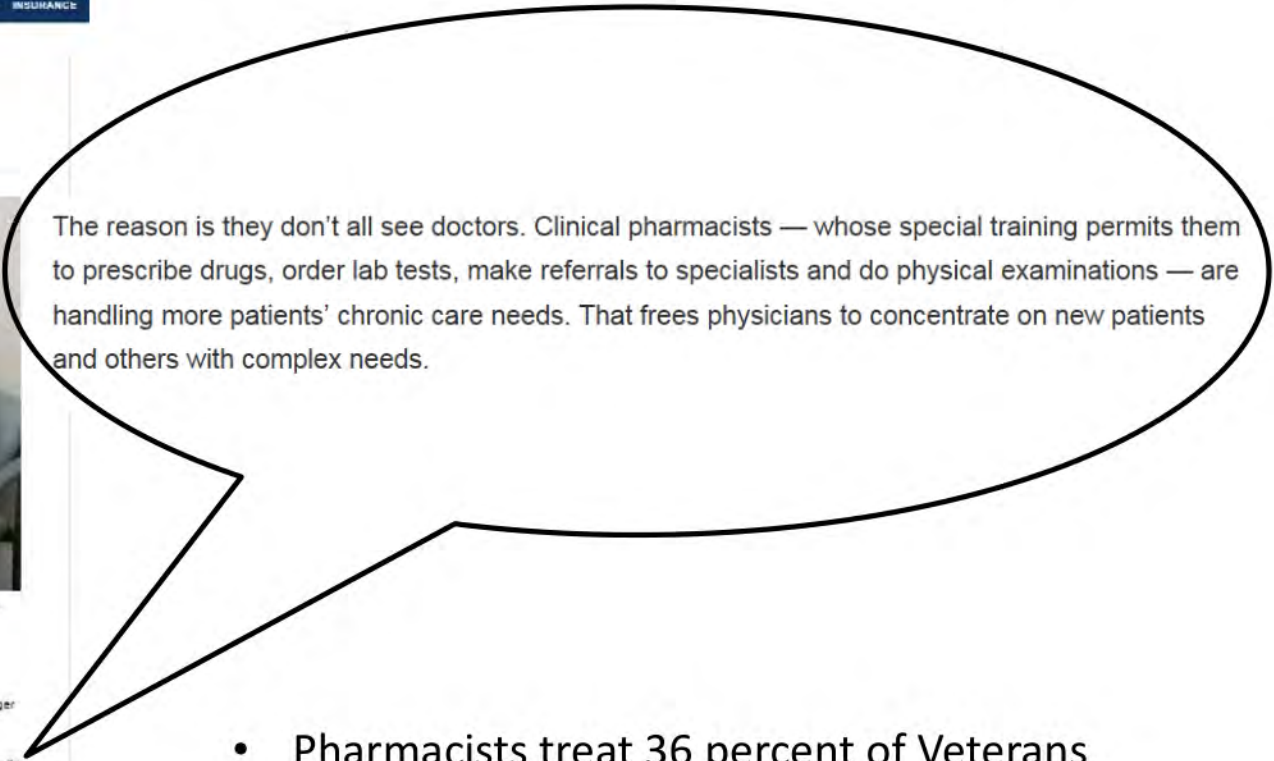 INSURANCE
The reason is they don't all see doctors. Clinical pharmacists — whose special training permits them
to prescribe drugs, order lab tests, make referrals to specialists and do physical examinations — are
handling more patients' chronic care needs. That frees physicians to concentrate on new patients
and others with complex needs.
• Pharmacists treat 36 percent of Veterans